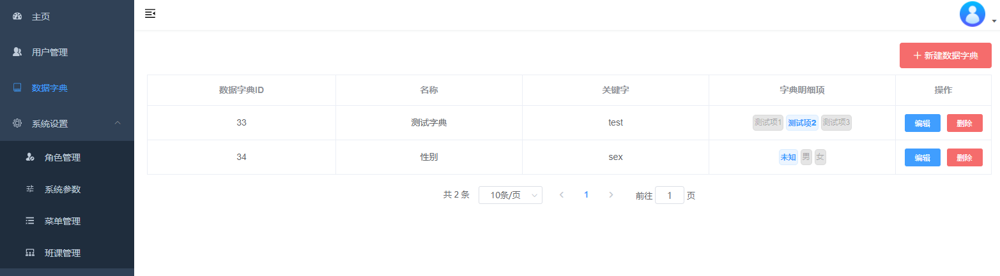 主页
用户管理
数据字典
系统设置
角色管理
系统参数
菜单管理
班课管理
+ 新建数据字典
数据字典ID 名称 关键字 字典明细项 操作
33 测试字典 test 测试项1 测试项2 测试项3 编辑 删除
34 性别 sex 未知 男 女 编辑 删除
共 2 条 10条/页 1 前往 1 页